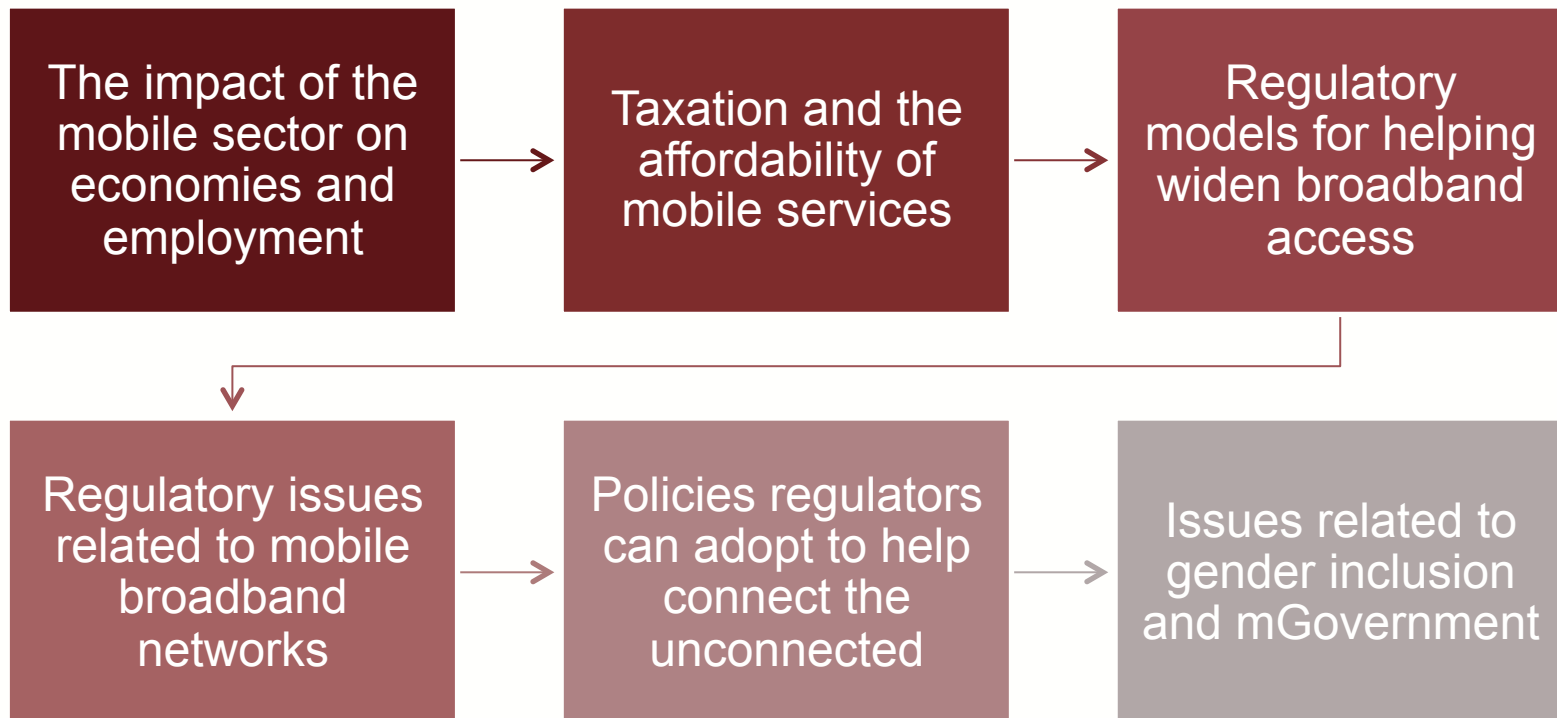 The impact of the
mobile sector on
economies and
employment
Taxation and the
affordability of
mobile services
Regulatory
models for helping
widen broadband
access
Regulatory issues
related to mobile
broadband
networks
Policies regulators
can adopt to help
connect the
unconnected
Issues related to
gender inclusion
and mGovernment